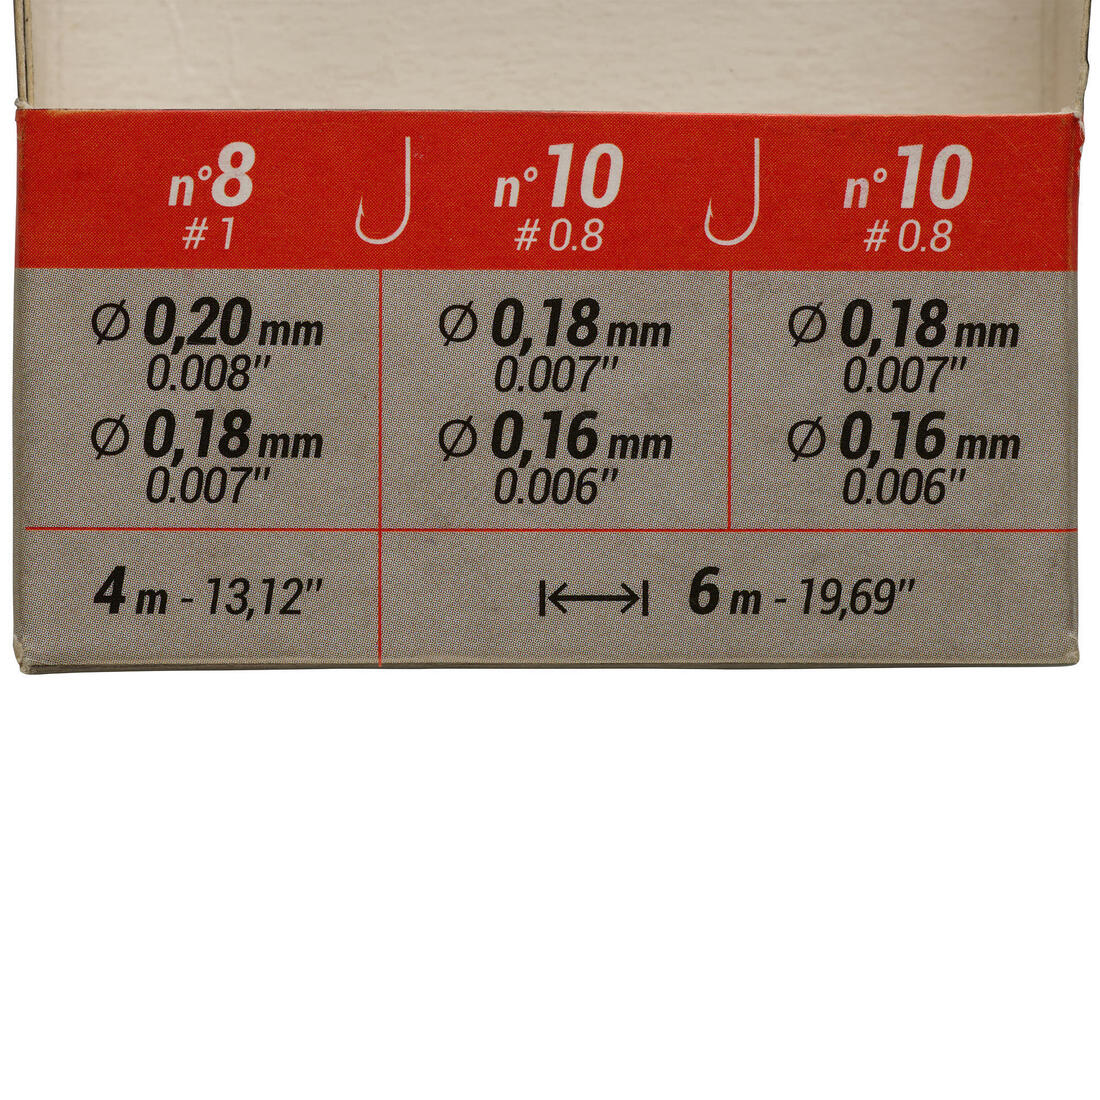 n°8 n°10 n°10
# 1 # 0.8 # 0.8
Ø 0,20 mm Ø 0,18 mm Ø 0,18 mm
0.008" 0.007" 0.007"
Ø 0,18 mm Ø 0,16 mm Ø 0,16 mm
0.007" 0.006" 0.006"
4 m - 13,12" 6 m - 19,69"